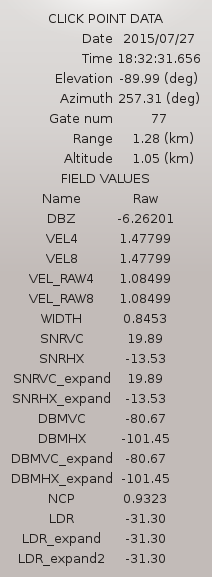 CLICK POINT DATA
Date 2015/07/27
Time 18:32:31.656
Elevation -89.99 (deg)
Azimuth 257.31 (deg)
Gate num 77
Range 1.28 (km)
Altitude 1.05 (km)
FIELD VALUES
Name Raw
DBZ -6.26201
VEL4 1.47799
VEL8 1.47799
VEL_RAW4 1.08499
VEL_RAW8 1.08499
WIDTH 0.8453
SNRVC 19.89
SNRHX -13.53
SNRVC_expand 19.89
SNRHX_expand -13.53
DBMVC -80.67
DBMHX -101.45
DBMVC_expand -80.67
DBMHX_expand -101.45
NCP 0.9323
LDR -31.30
LDR_expand -31.30
LDR_expand2 -31.30